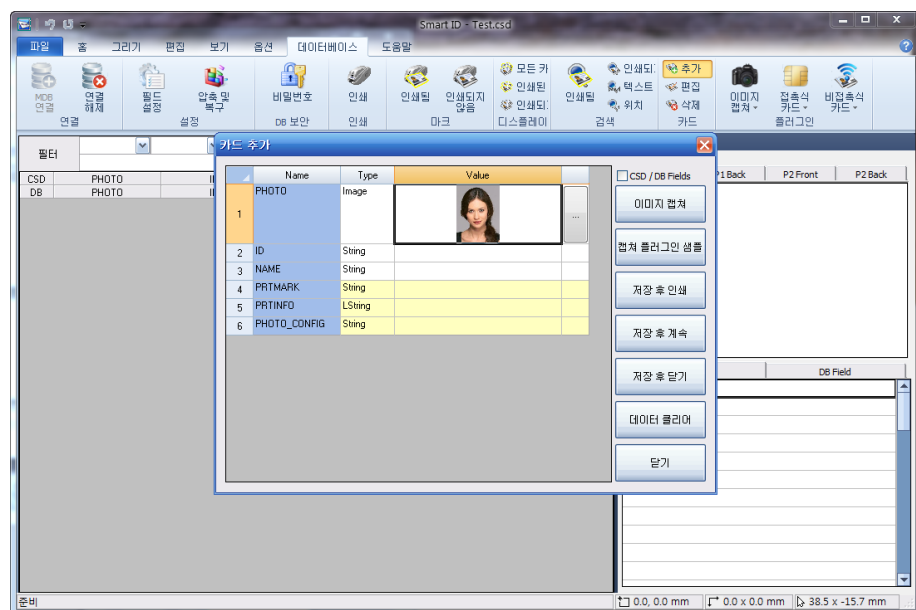 Smart ID - Test.csd
파일 홈 그리기 편집 보기 옵션 데이터베이스 도움말
MDB 연결
연결 해제
필드 설정
압축 및 복구
비밀번호
인쇄
인쇄됨
인쇄되지 않음
모든 카
인쇄된
인쇄되
인쇄됨
인쇄되
텍스트
위치
추가
편집
삭제
이미지 캡쳐
접촉식 카드
비접촉식 카드
연결 설정 DB 보안 인쇄 마크 디스플레이 검색 카드 플러그인
필터
CSD PHOTO
DB PHOTO
카드 추가
Name Type Value
1 PHOTO Image ...
2 ID String
3 NAME String
4 PRTMARK String
5 PRTINFO LString
6 PHOTO_CONFIG String
CSD / DB Fields
이미지 캡쳐
캡쳐 플러그인 샘플
저장 후 인쇄
저장 후 계속
저장 후 닫기
데이터 클리어
닫기
P1 Back P2 Front P2 Back
DB Field
준비
0.0, 0.0 mm 0.0 x 0.0 mm 38.5 x -15.7 mm